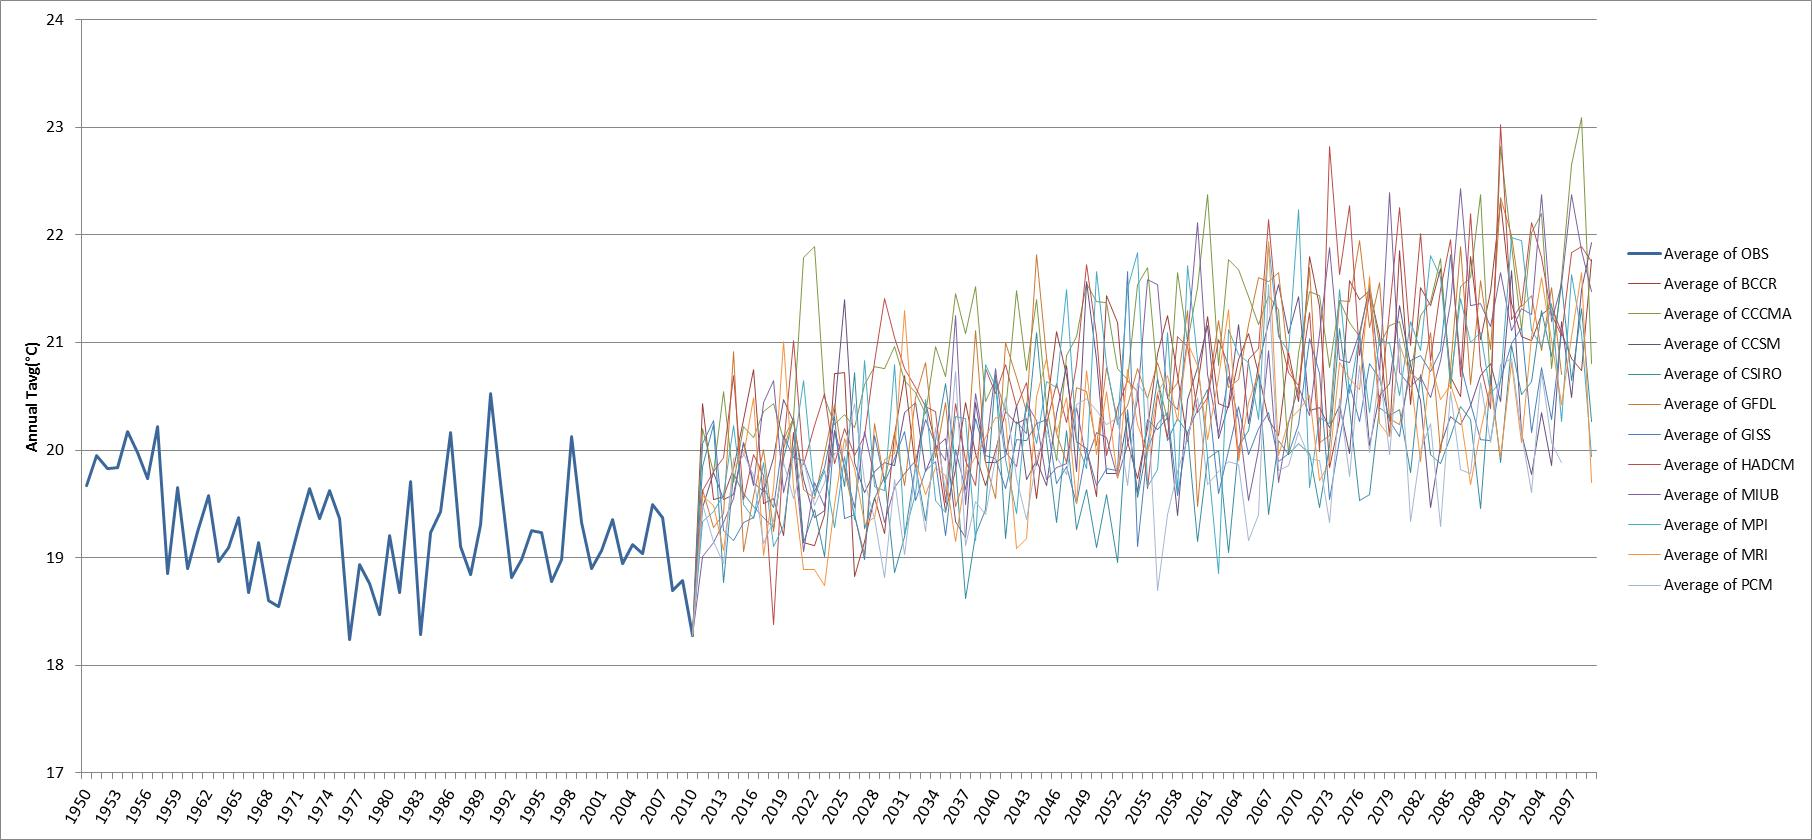 24
23
22
21
20
19
18
17
Annual Tavg(°C)
1950 1953 1956 1959 1962 1965 1968 1971 1974 1977 1980 1983 1986 1989 1992 1995 1998 2001 2004 2007 2010 2013 2016 2019 2022 2025 2028 2031 2034 2037 2040 2043 2046 2049 2052 2055 2058 2061 2064 2067 2070 2073 2076 2079 2082 2085 2088 2091 2094 2097
Average of OBS
Average of BCCR
Average of CCCMA
Average of CCSM
Average of CSIRO
Average of GFDL
Average of GISS
Average of HADCM
Average of MIUB
Average of MPI
Average of MRI
Average of PCM